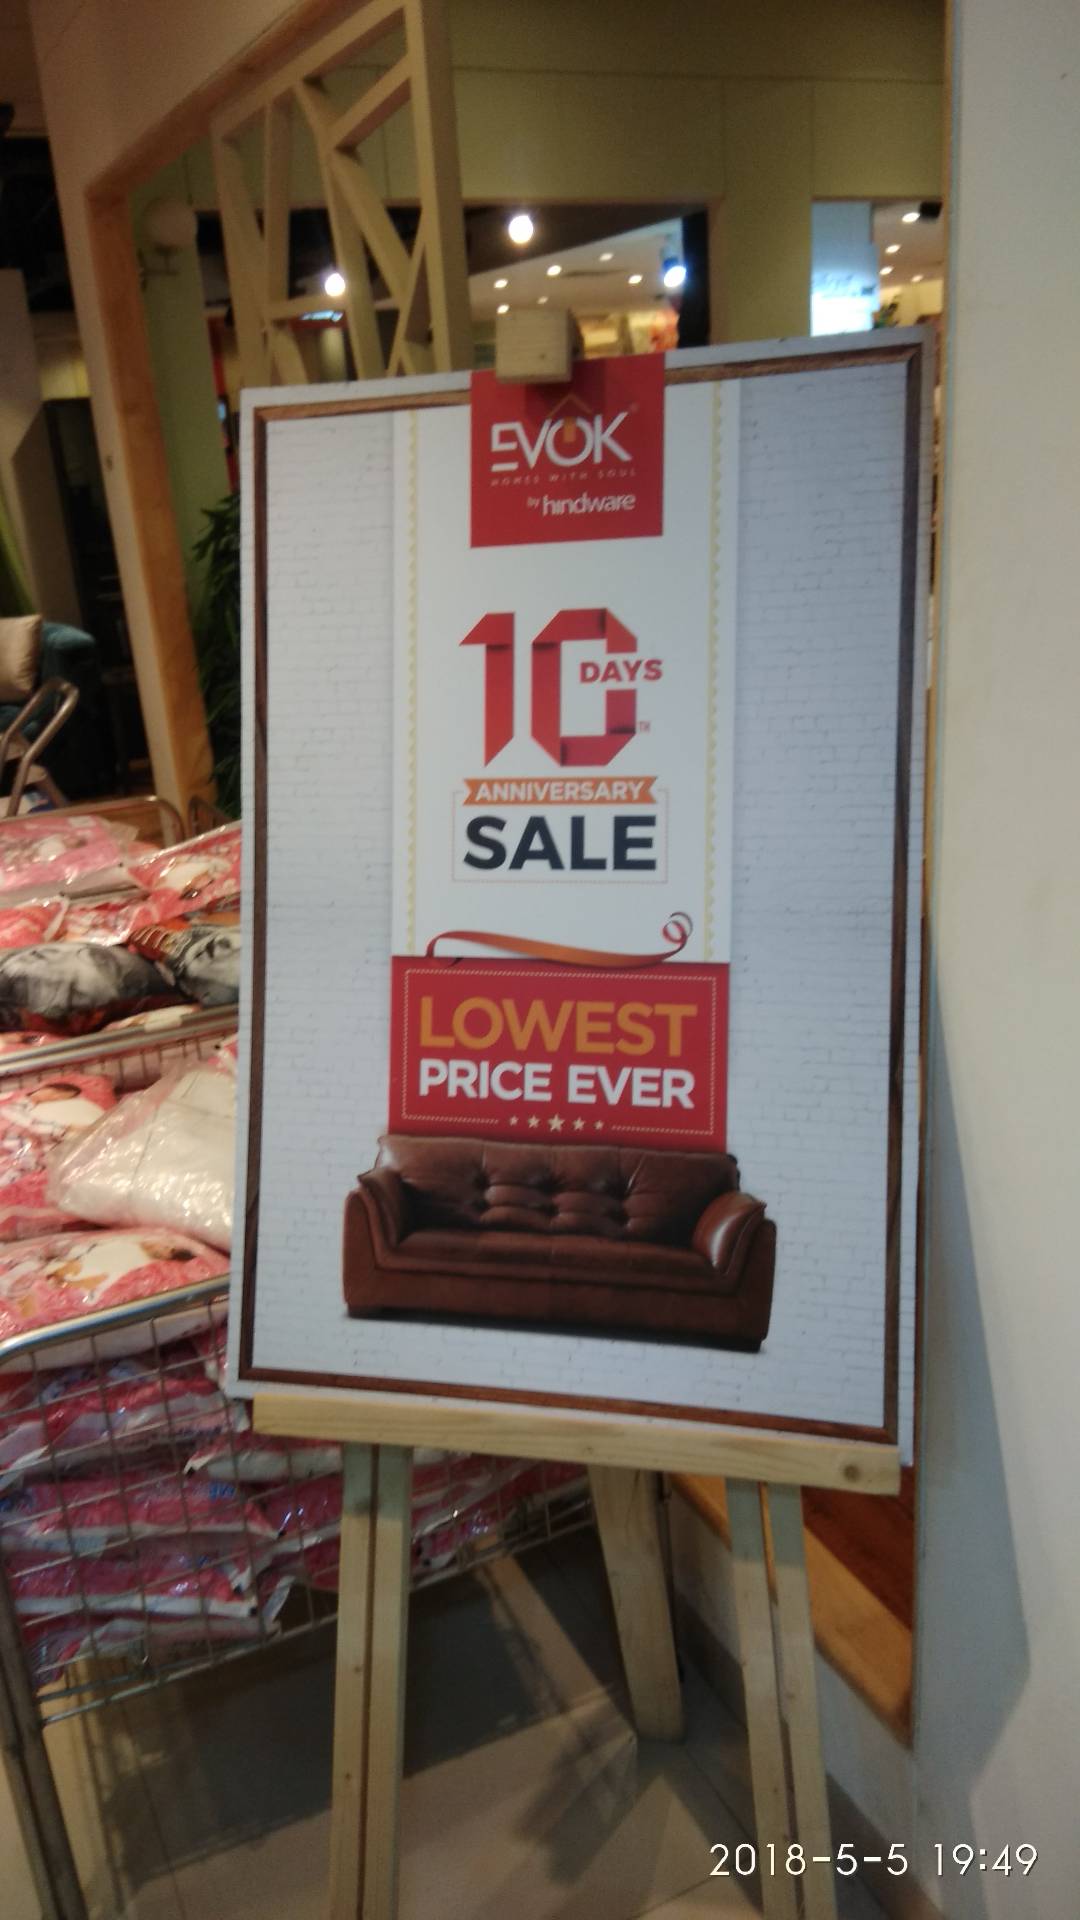 EVOK
HOMES WITH SOUL
by hindware
10
DAYS
TH
ANNIVERSARY
SALE
LOWEST
PRICE EVER
2018-5-5 19:49